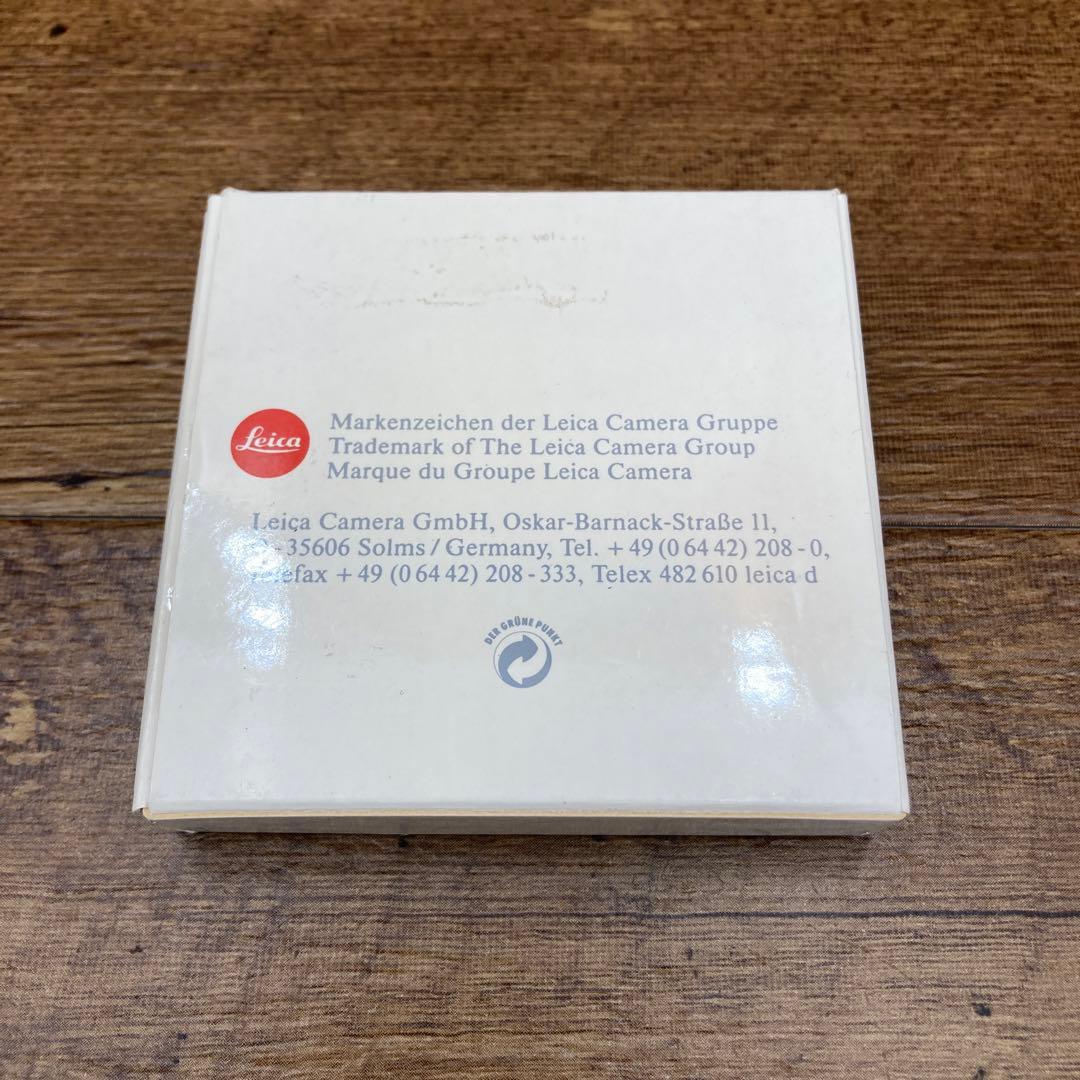 Leica
Markenzeichen der Leica Camera Gruppe
Trademark of The Leica Camera Group
Marque du Groupe Leica Camera
Leica Camera GmbH, Oskar-Barnack-Straße 11,
35606 Solms / Germany, Tel. + 49 (0 64 42) 208 - 0,
Telefax + 49 (0 64 42) 208 - 333, Telex 482 610 leica d
DER GRÜNE PUNKT